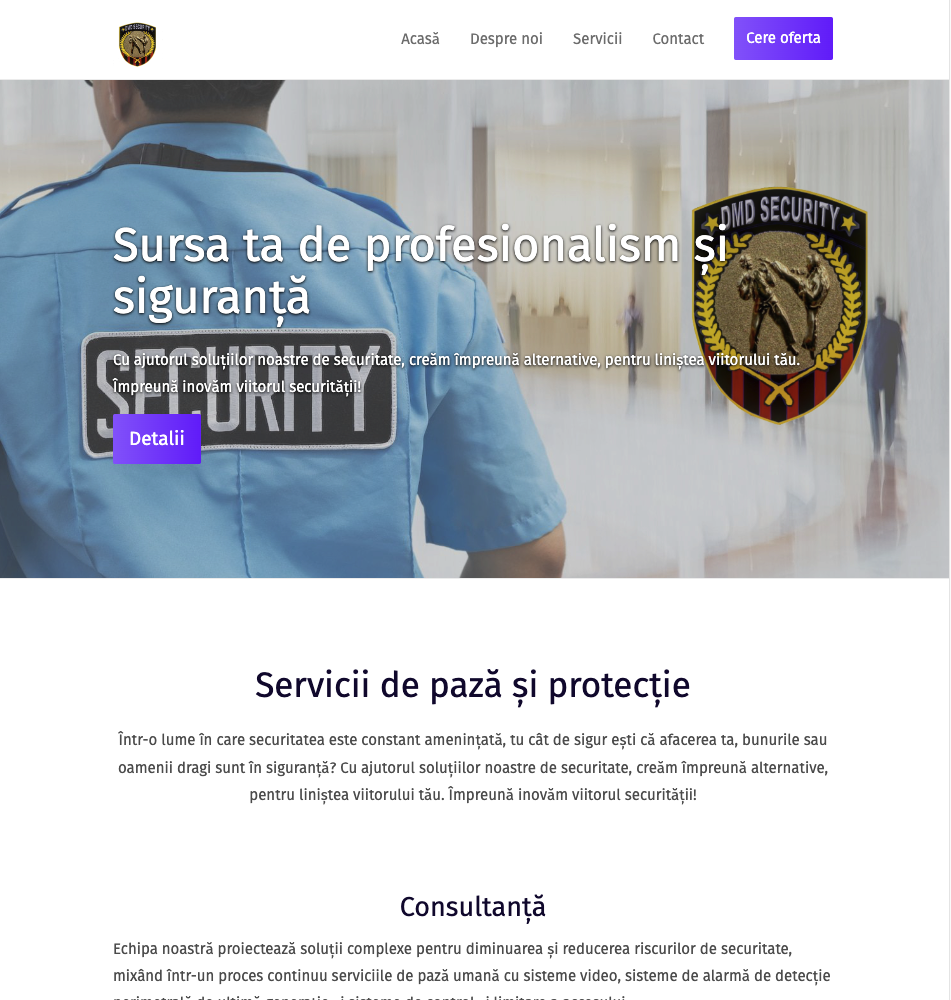 DMD SECURITY
Acasă
Despre noi
Servicii
Contact
Cere oferta
DMD SECURITY
Sursa ta de profesionalism și
siguranță
Cu ajutorul soluțiilor noastre de securitate, creăm împreună alternative, pentru liniștea viitorului tău.
Împreună inovăm viitorul securității!
SECURITY
Detalii
Servicii de pază și protecție
Într-o lume în care securitatea este constant amenințată, tu cât de sigur ești că afacerea ta, bunurile sau
oamenii dragi sunt în siguranță? Cu ajutorul soluțiilor noastre de securitate, creăm împreună alternative,
pentru liniștea viitorului tău. Împreună inovăm viitorul securității!
Consultanță
Echipa noastră proiectează soluții complexe pentru diminuarea și reducerea riscurilor de securitate,
mixând într-un proces continuu serviciile de pază umană cu sisteme video, sisteme de alarmă de detecție